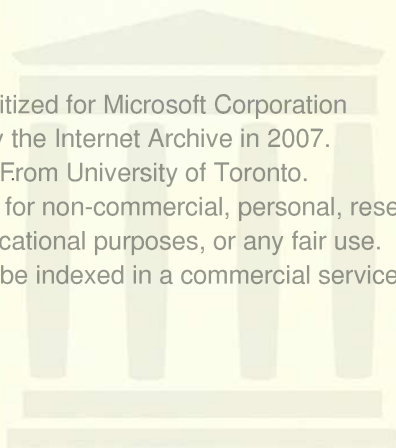 itized for Microsoft Corporation
the Internet Archive in 2007.
From University of Toronto.
for non-commercial, personal, rese
cational purposes, or any fair use.
be indexed in a commercial service